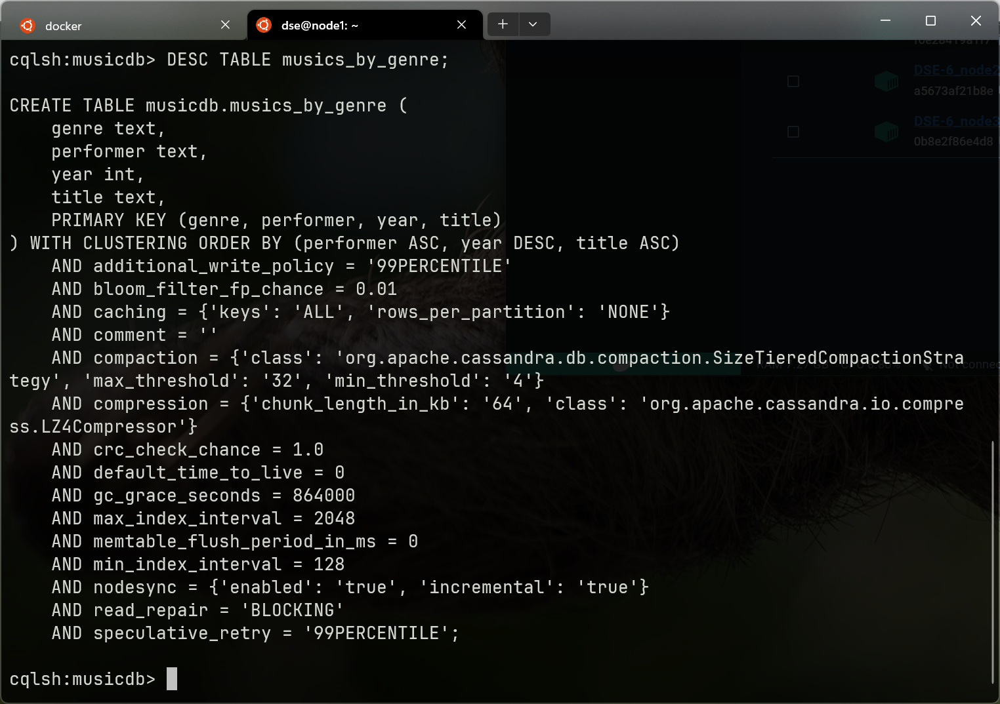 docker
dse@node1: ~
cqlsh:musicdb> DESC TABLE musics_by_genre;
DSE-6_node2
a5673af21b8e
DSE-6_node3
0b8e2f86e4d8
CREATE TABLE musicdb.musics_by_genre (
    genre text,
    performer text,
    year int,
    title text,
    PRIMARY KEY (genre, performer, year, title)
) WITH CLUSTERING ORDER BY (performer ASC, year DESC, title ASC)
    AND additional_write_policy = '99PERCENTILE'
    AND bloom_filter_fp_chance = 0.01
    AND caching = {'keys': 'ALL', 'rows_per_partition': 'NONE'}
    AND comment = ''
    AND compaction = {'class': 'org.apache.cassandra.db.compaction.SizeTieredCompactionStra
tegy', 'max_threshold': '32', 'min_threshold': '4'}
    AND compression = {'chunk_length_in_kb': '64', 'class': 'org.apache.cassandra.io.compre
ss.LZ4Compressor'}
    AND crc_check_chance = 1.0
    AND default_time_to_live = 0
    AND gc_grace_seconds = 864000
    AND max_index_interval = 2048
    AND memtable_flush_period_in_ms = 0
    AND min_index_interval = 128
    AND nodesync = {'enabled': 'true', 'incremental': 'true'}
    AND read_repair = 'BLOCKING'
    AND speculative_retry = '99PERCENTILE';
cqlsh:musicdb>